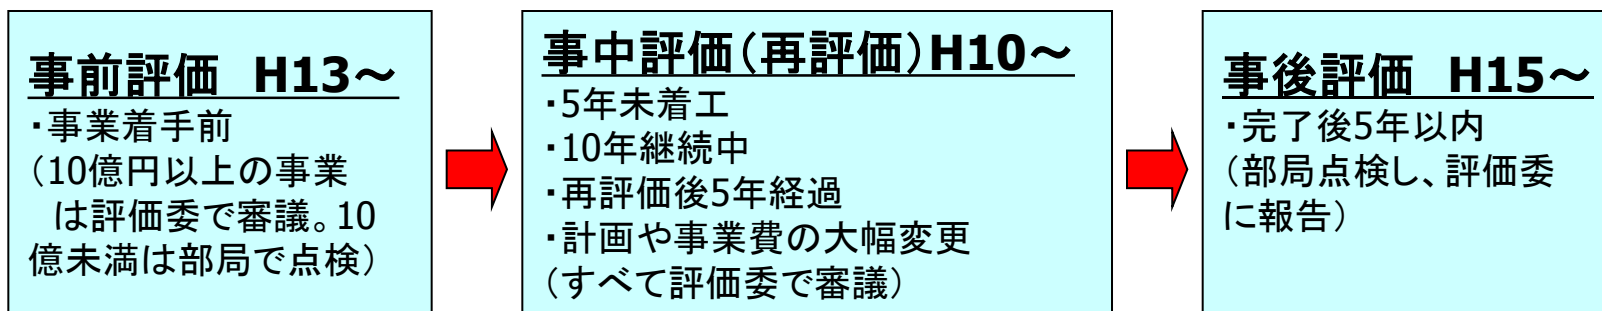 事前評価　H13～
・事業着手前
（10億円以上の事業
は評価委で審議。10
億未満は部局で点検）
事中評価（再評価）H10～
・5年未着工
・10年継続中
・再評価後5年経過
・計画や事業費の大幅変更
（すべて評価委で審議）
事後評価　H15～
・完了後5年以内
（部局点検し、評価委
に報告）